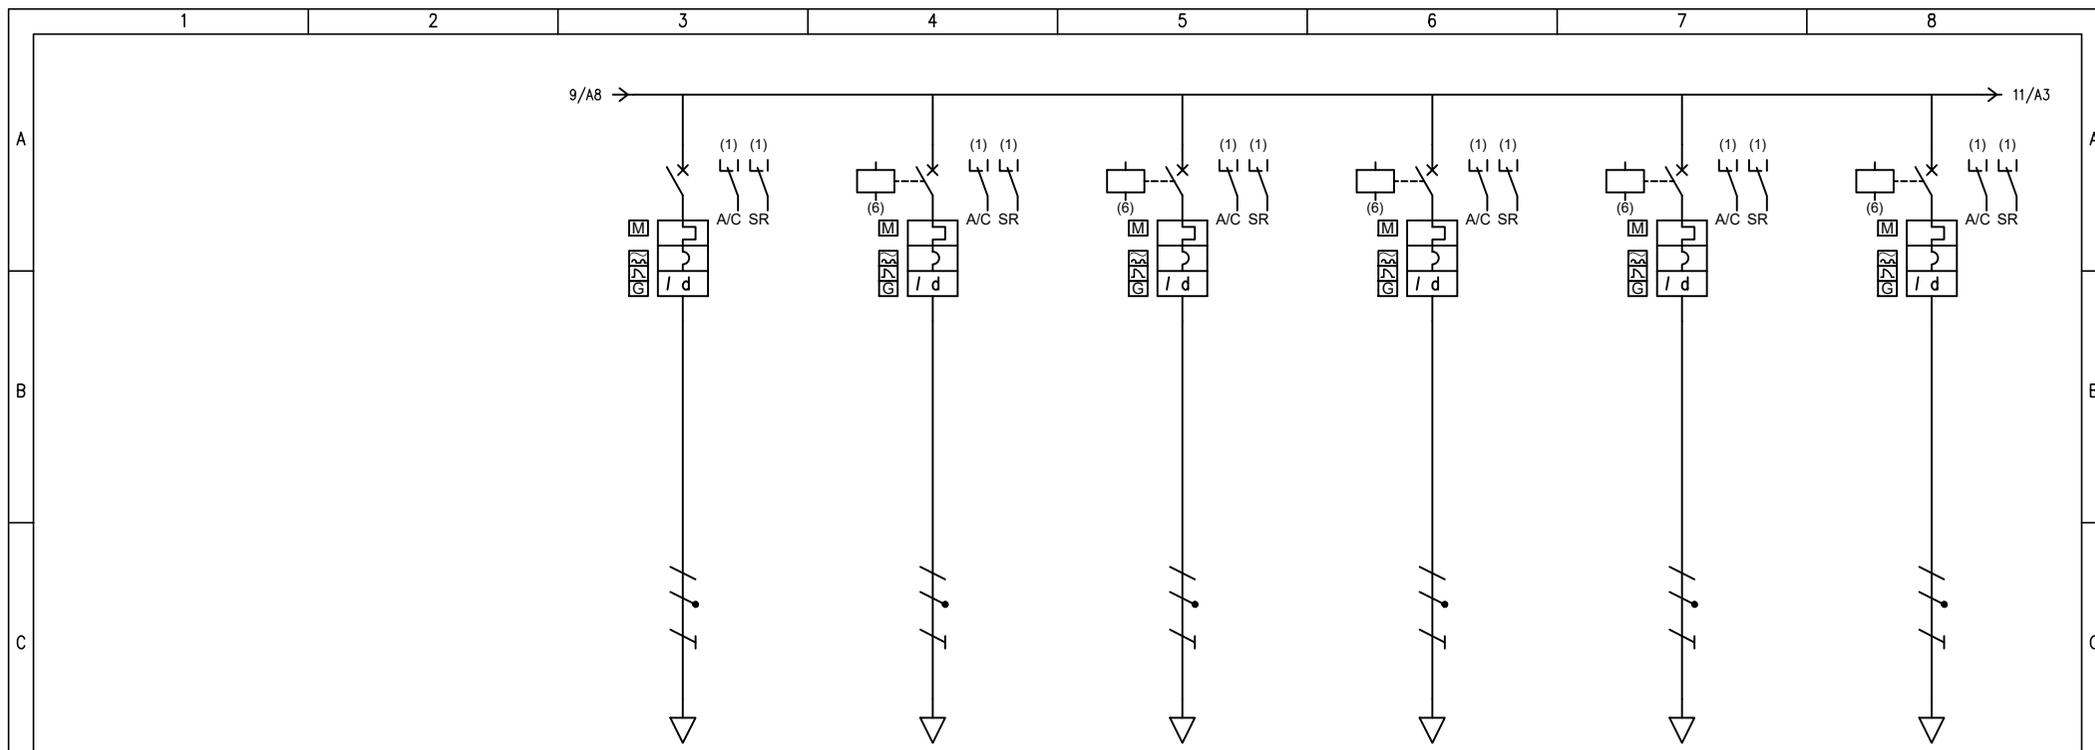 1 2 3 4 5 6 7 8
9/A8 11/A3
A A
(1) (1) (1) (1) (1) (1) (1) (1) (1) (1) (1) (1)
(6) (6) (6) (6) (6)
A/C SR A/C SR A/C SR A/C SR A/C SR A/C SR
M M M M M M
I d I d I d I d I d I d
G G G G G G
B B
C C